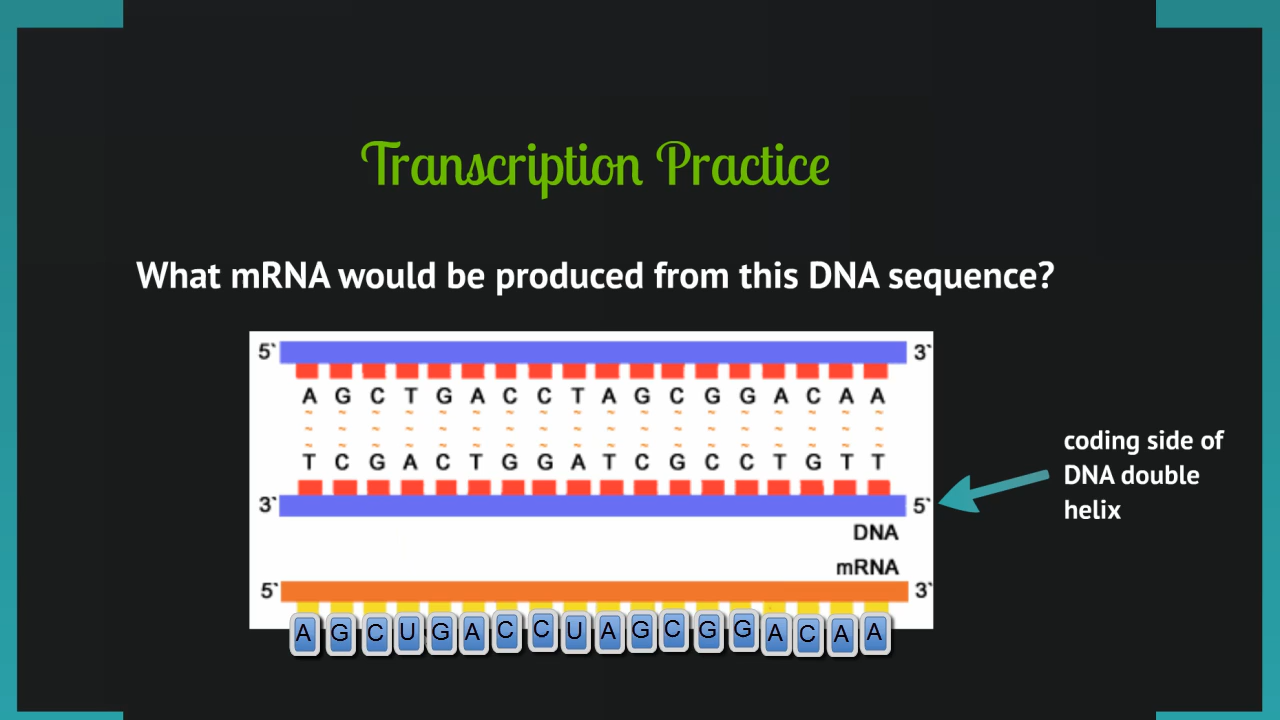 Transcription Practice
What mRNA would be produced from this DNA sequence?
5` 3`
A G C T G A C C T A G C G G A C A A
T C G A C T G G A T C G C C T G T T
3` 5`
coding side of
DNA double
helix
DNA
mRNA
5` 3`
A G C U G A C C U A G C G G A C A A